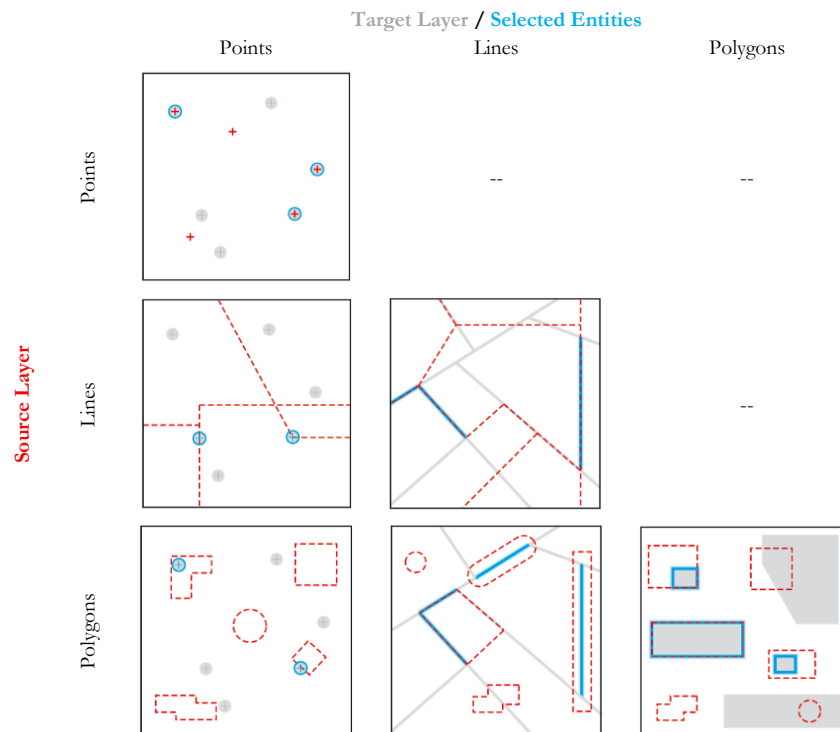 Target Layer / Selected Entities
Points Lines Polygons
Points
-- --
Source Layer
Lines
--
Polygons